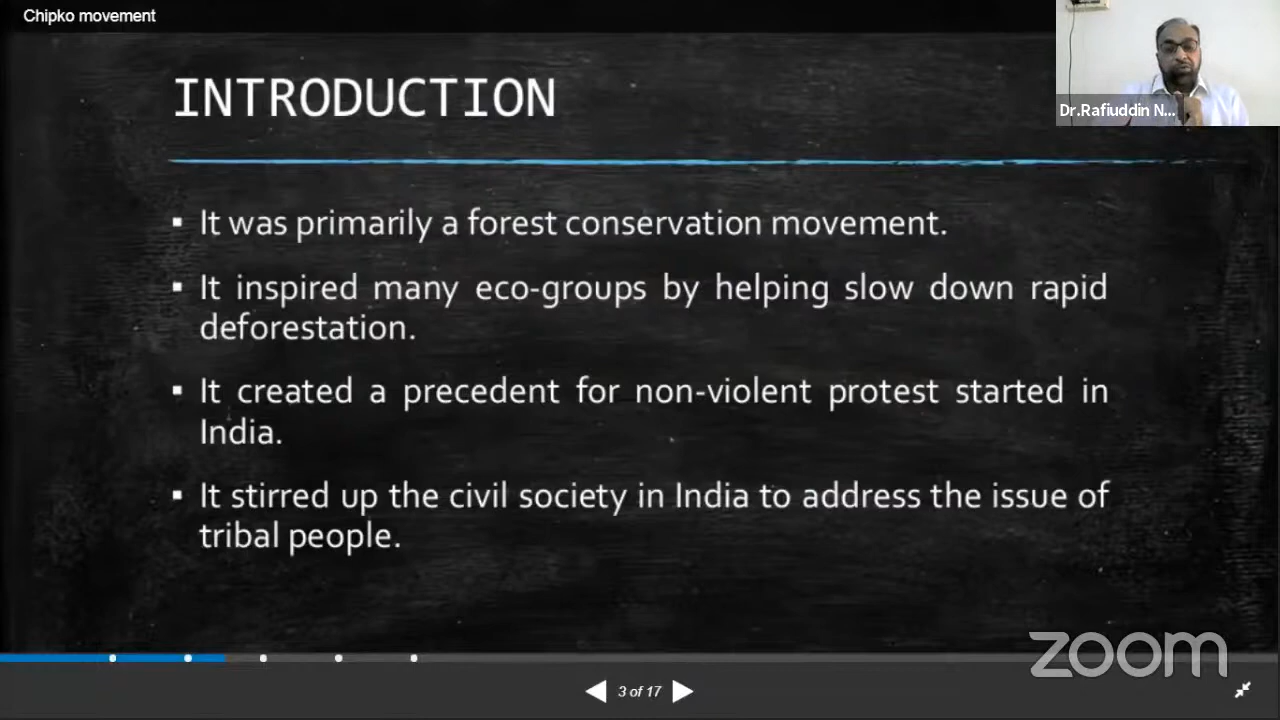 Chipko movement
Dr.Rafiuddin N...
INTRODUCTION
▪ It was primarily a forest conservation movement.
▪ It inspired many eco-groups by helping slow down rapid
deforestation.
▪ It created a precedent for non-violent protest started in
India.
▪ It stirred up the civil society in India to address the issue of
tribal people.
zoom
3 of 17